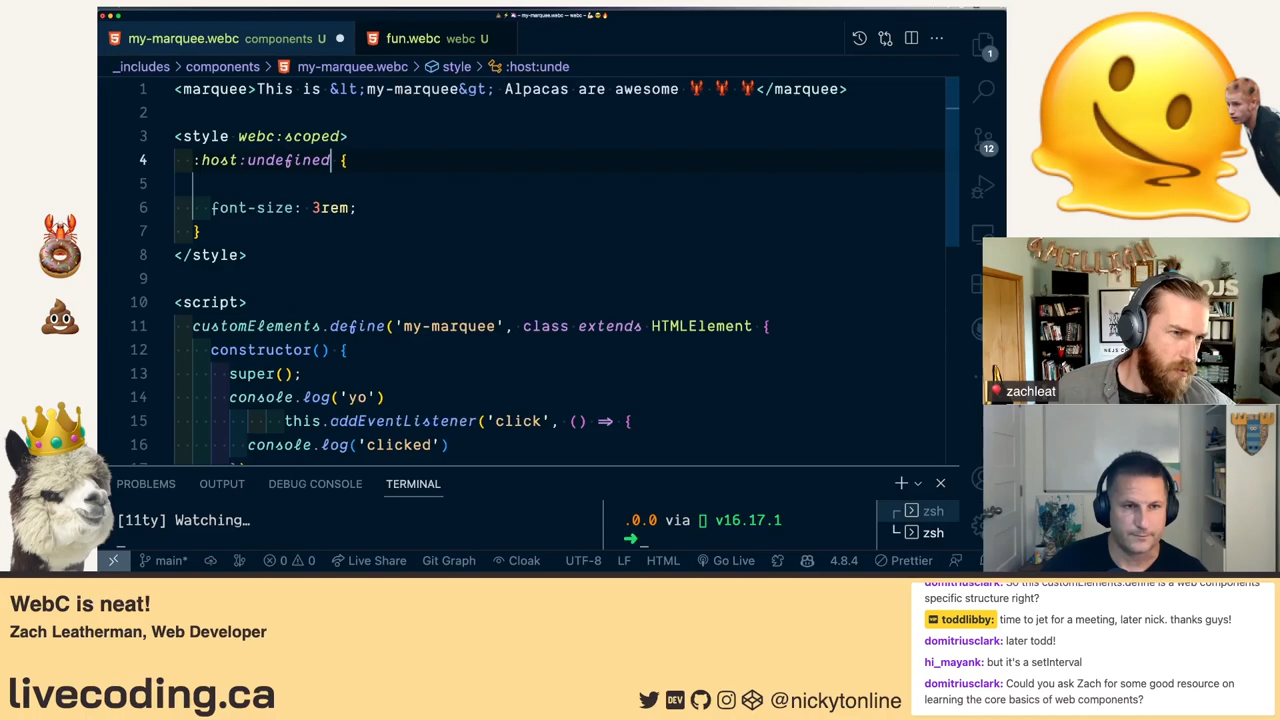 my-marquee.webc - webc -
my-marquee.webc components U
fun.webc webc U
_includes > components > my-marquee.webc > style > :host:unde
1 <marquee>This is &lt;my-marquee&gt; Alpacas are awesome 🦞 🦞 🦞</marquee>
2
3 <style webc:scoped>
4 :host:undefined {
5
6 font-size: 3rem;
7 }
8 </style>
9
10 <script>
11 customElements.define('my-marquee', class extends HTMLElement {
12 constructor() {
13 super();
14 console.log('yo')
15 this.addEventListener('click', () => {
16 console.log('clicked')
1
12
PROBLEMS OUTPUT DEBUG CONSOLE TERMINAL
[11ty] Watching…
.0.0 via v16.17.1
zsh
zsh
main* 0 0 Live Share Git Graph Cloak UTF-8 LF HTML Go Live 4.8.4 Prettier
zachleat
WebC is neat!
Zach Leatherman, Web Developer
livecoding.ca
DEV
@nickytonline
domitriusclark: So this customElements.define is a web components
specific structure right?
toddlibby: time to jet for a meeting, later nick. thanks guys!
domitriusclark: later todd!
hi_mayank: but it's a setInterval
domitriusclark: Could you ask Zach for some good resource on
learning the core basics of web components?